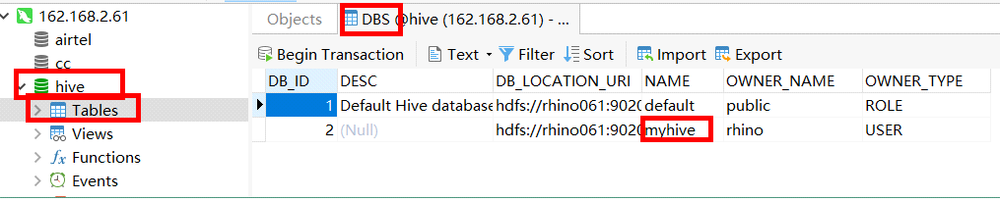 162.168.2.61
airtel
cc
hive
Tables
Views
Functions
Events
Objects DBS @hive (162.168.2.61) - ...
Begin Transaction Text Filter Sort Import Export
DB_ID DESC DB_LOCATION_URI NAME OWNER_NAME OWNER_TYPE
1 Default Hive database hdfs://rhino061:9020 default public ROLE
2 (Null) hdfs://rhino061:9020 myhive rhino USER